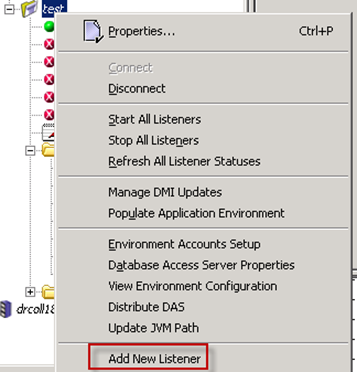 test
Properties... Ctrl+P
Connect
Disconnect
Start All Listeners
Stop All Listeners
Refresh All Listener Statuses
Manage DMI Updates
Populate Application Environment
Environment Accounts Setup
Database Access Server Properties
View Environment Configuration
Distribute DAS
drcoll18
Update JVM Path
Add New Listener